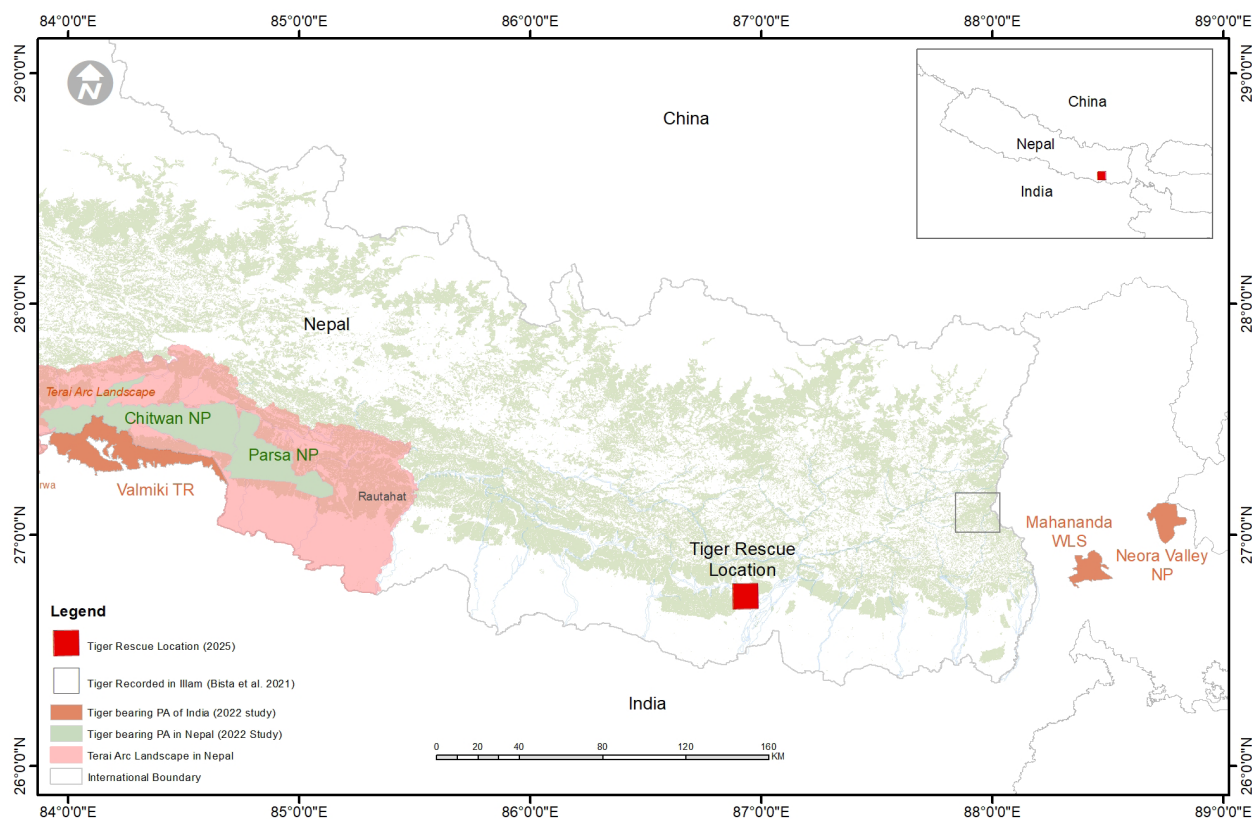 84°0'0"E
85°0'0"E
86°0'0"E
87°0'0"E
88°0'0"E
89°0'0"E
29°0'0"N
28°0'0"N
27°0'0"N
26°0'0"N
29°0'0"N
28°0'0"N
27°0'0"N
26°0'0"N
N
China
China
Nepal
India
Nepal
Terai Arc Landscape
Chitwan NP
Parsa NP
rwa
Valmiki TR
Rautahat
Mahananda
WLS
Neora Valley
NP
Tiger Rescue
Location
India
Legend
Tiger Rescue Location (2025)
Tiger Recorded in Illam (Bista et al. 2021)
Tiger bearing PA of India (2022 study)
Tiger bearing PA in Nepal (2022 Study)
Terai Arc Landscape in Nepal
International Boundary
0 20 40 80 120 160
KM
84°0'0"E
85°0'0"E
86°0'0"E
87°0'0"E
88°0'0"E
89°0'0"E